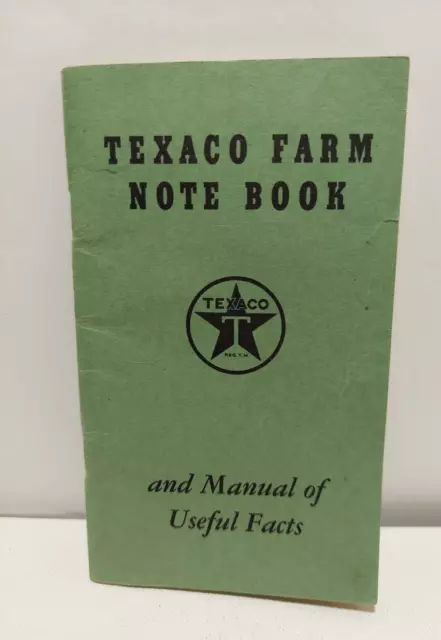 TEXACO FARM
NOTE BOOK
TEXACO
T
REG. T.M.
and Manual of
Useful Facts